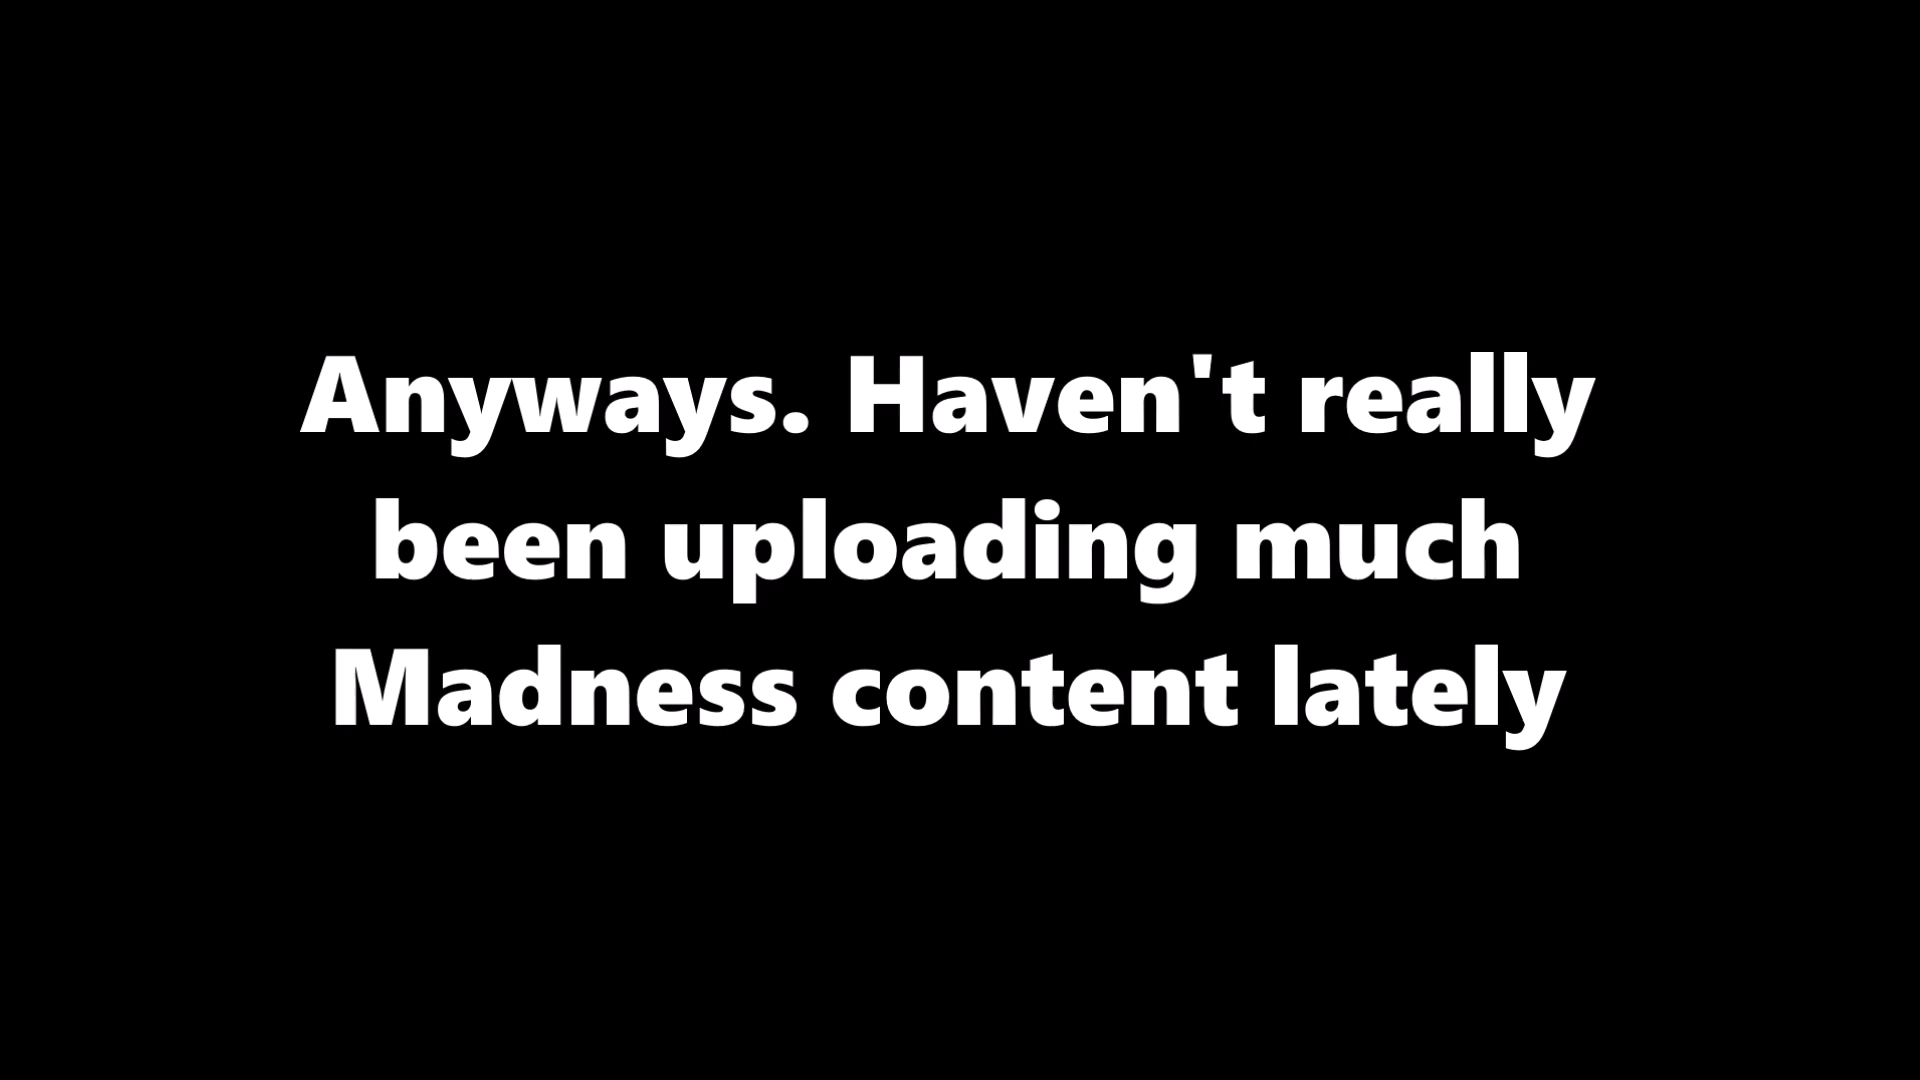 Anyways. Haven't really
been uploading much
Madness content lately